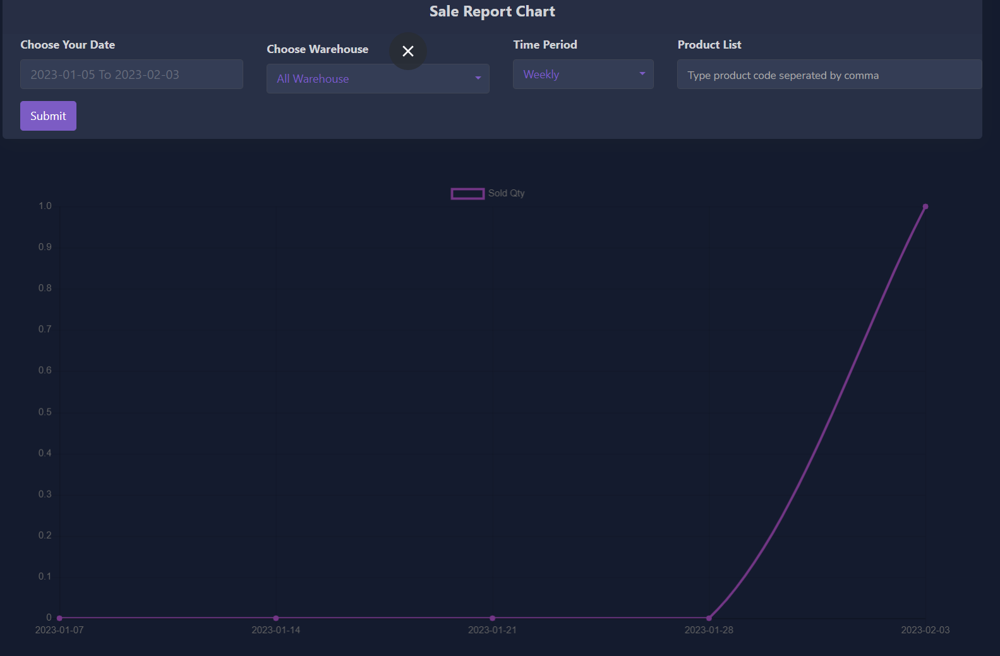 Sale Report Chart
Choose Your Date
Choose Warehouse
Time Period
Product List
2023-01-05 To 2023-02-03
All Warehouse
Weekly
Type product code seperated by comma
Submit
Sold Qty
1.0
0.9
0.8
0.7
0.6
0.5
0.4
0.3
0.2
0.1
0
2023-01-07
2023-01-14
2023-01-21
2023-01-28
2023-02-03